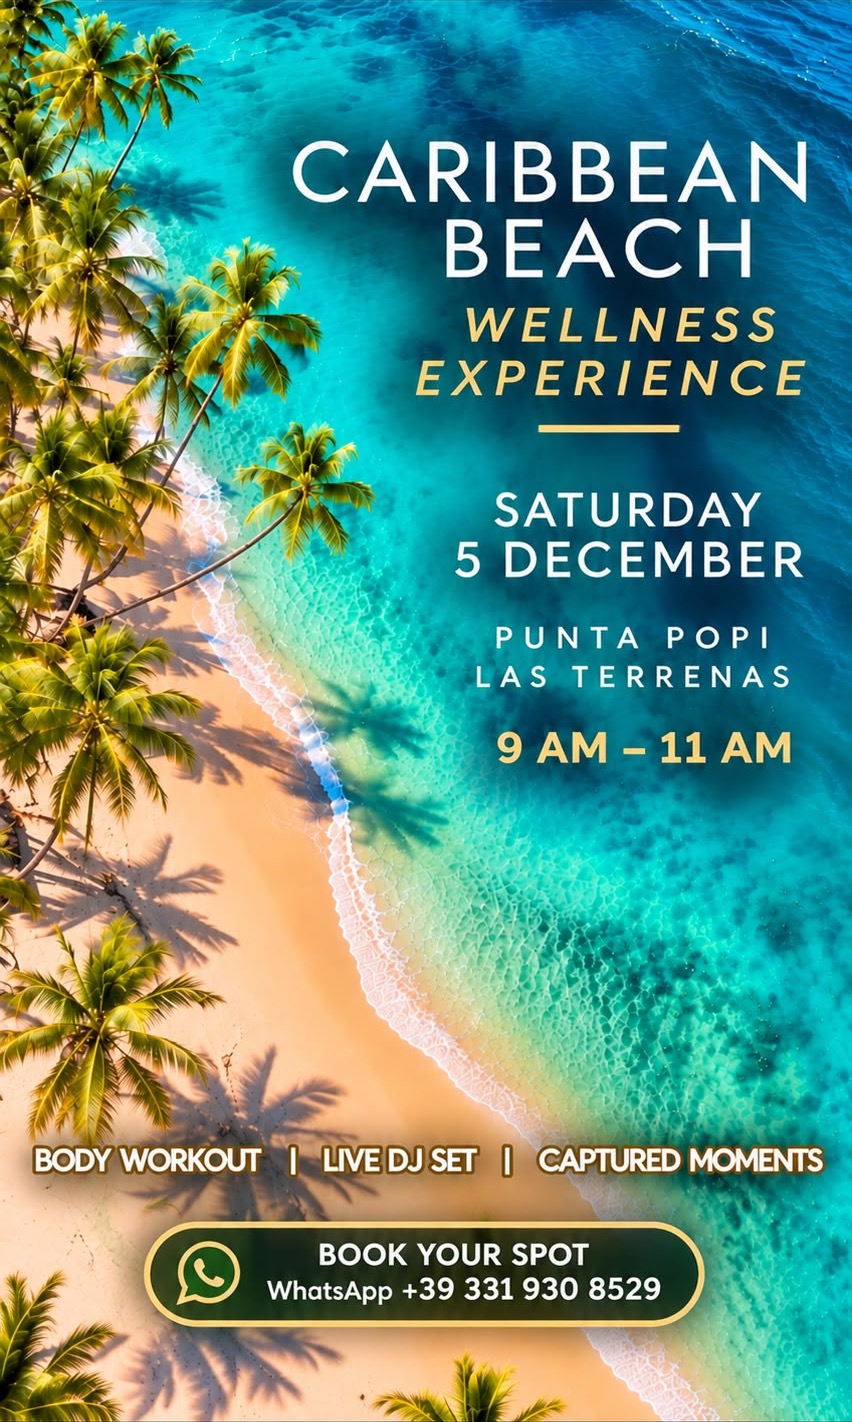 CARIBBEAN
BEACH
WELLNESS
EXPERIENCE
SATURDAY
5 DECEMBER
PUNTA POPI
LAS TERRENAS
9 AM – 11 AM
BODY WORKOUT | LIVE DJ SET | CAPTURED MOMENTS
BOOK YOUR SPOT
WhatsApp +39 331 930 8529